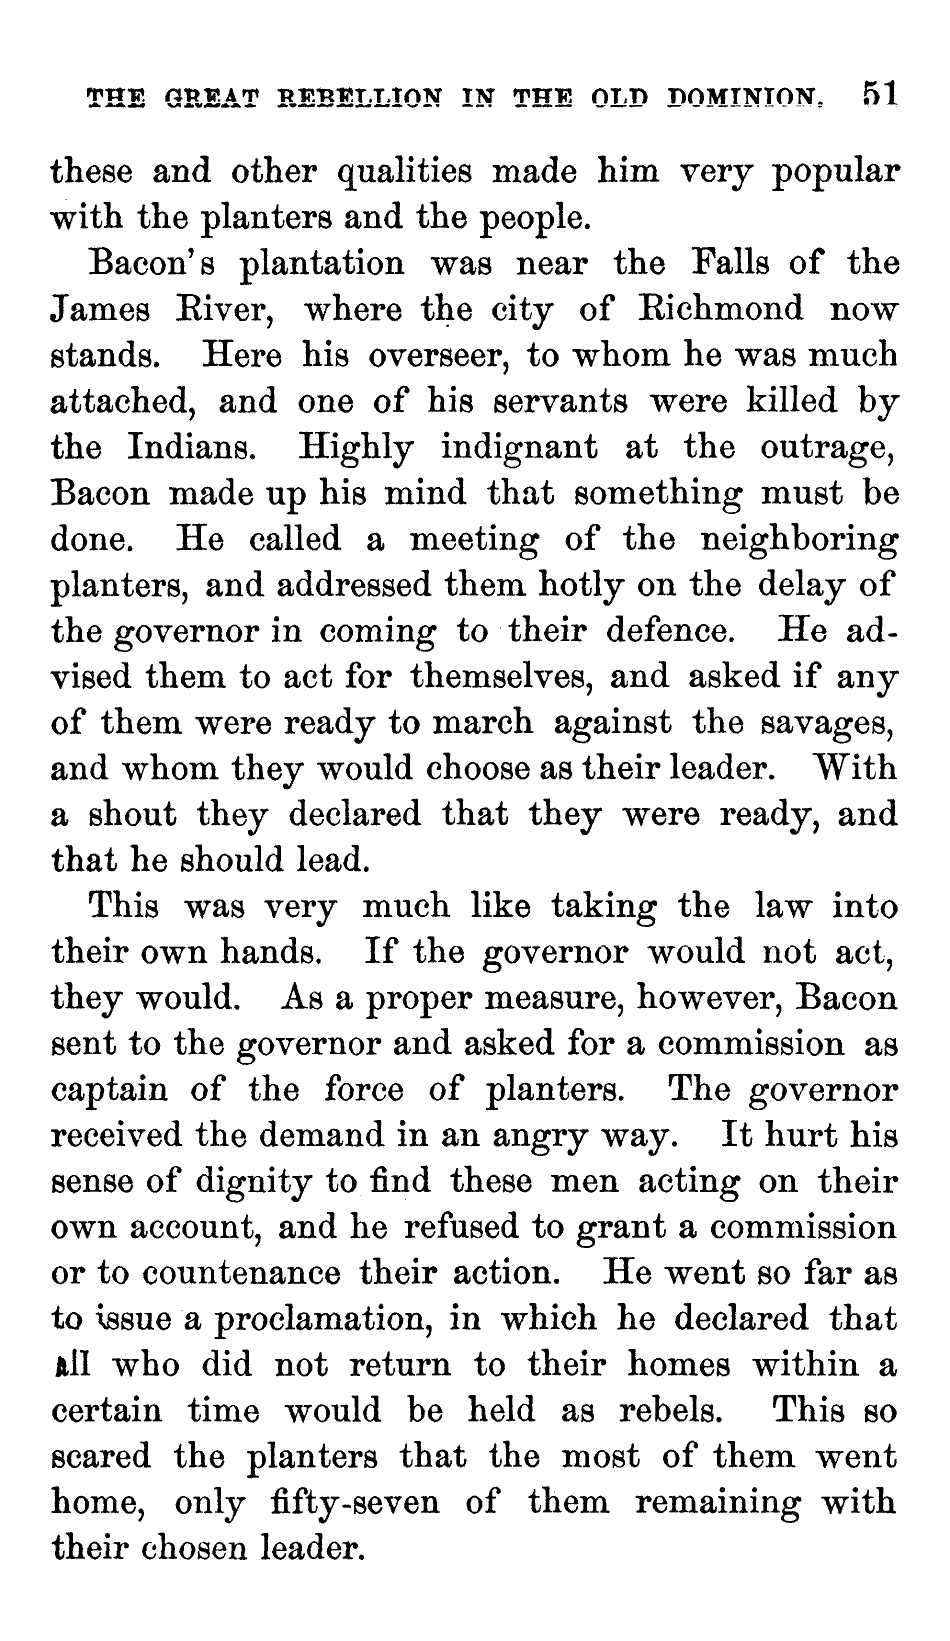 THE GREAT REBELLION IN THE OLD DOMINION. 51
these and other qualities made him very popular
with the planters and the people.
Bacon's plantation was near the Falls of the
James River, where the city of Richmond now
stands. Here his overseer, to whom he was much
attached, and one of his servants were killed by
the Indians. Highly indignant at the outrage,
Bacon made up his mind that something must be
done. He called a meeting of the neighboring
planters, and addressed them hotly on the delay of
the governor in coming to their defence. He ad-
vised them to act for themselves, and asked if any
of them were ready to march against the savages,
and whom they would choose as their leader. With
a shout they declared that they were ready, and
that he should lead.
This was very much like taking the law into
their own hands. If the governor would not act,
they would. As a proper measure, however, Bacon
sent to the governor and asked for a commission as
captain of the force of planters. The governor
received the demand in an angry way. It hurt his
sense of dignity to find these men acting on their
own account, and he refused to grant a commission
or to countenance their action. He went so far as
to issue a proclamation, in which he declared that
all who did not return to their homes within a
certain time would be held as rebels. This so
scared the planters that the most of them went
home, only fifty-seven of them remaining with
their chosen leader.